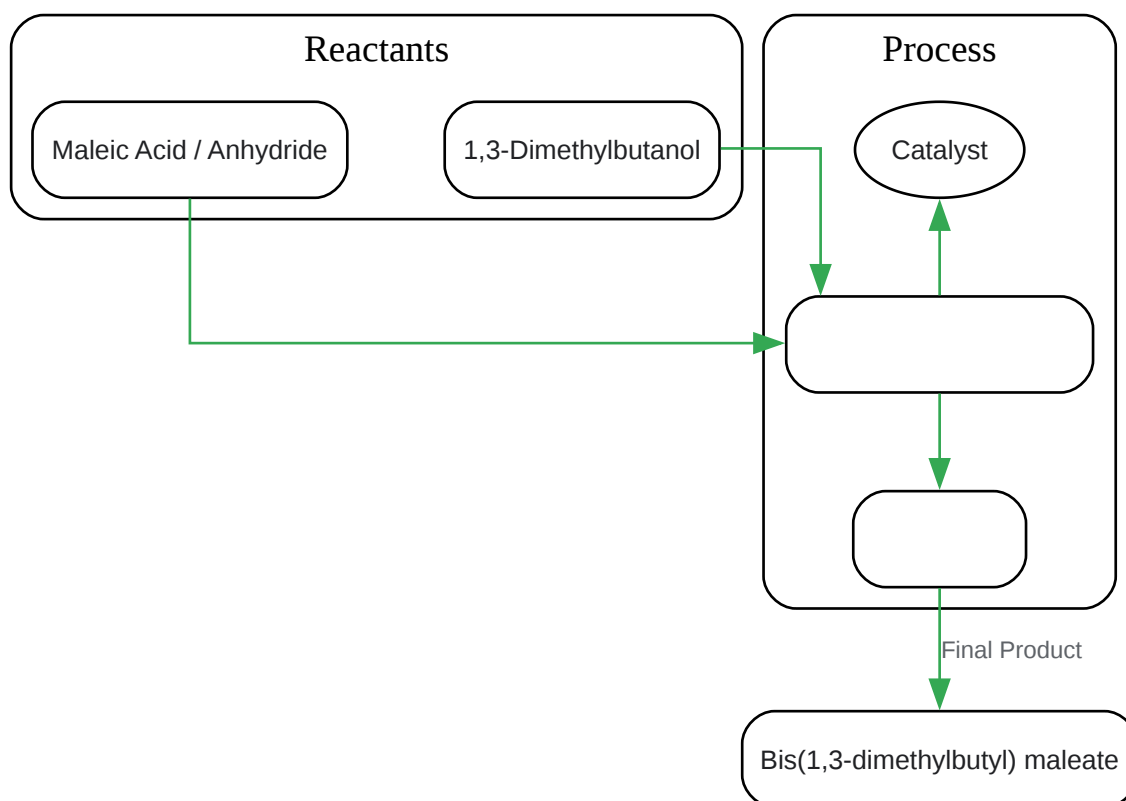 Reactants
Process
Maleic Acid / Anhydride
1,3-Dimethylbutanol
Catalyst
Final Product
Bis(1,3-dimethylbutyl) maleate